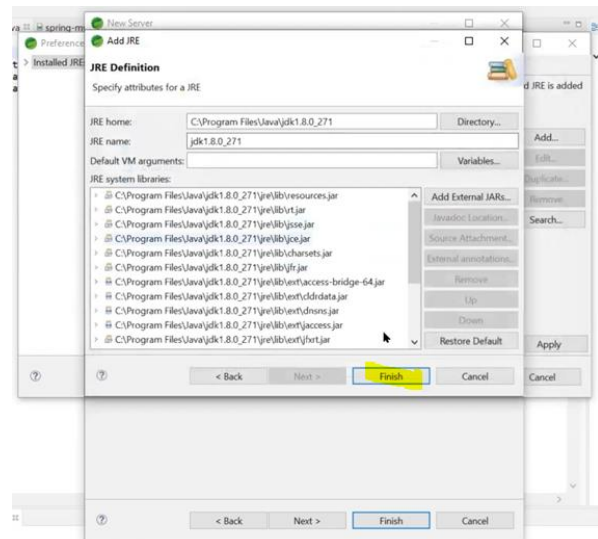 New Server
spring-m
Preference
Add JRE
Installed JRE
JRE Definition
Specify attributes for a JRE
d JRE is added
JRE home:
C:\Program Files\Java\jdk1.8.0_271
Directory...
JRE name:
jdk1.8.0_271
Add...
Default VM arguments:
Variables...
Edit...
JRE system libraries:
Duplicate...
C:\Program Files\Java\jdk1.8.0_271\jre\lib\resources.jar
Add External JARs...
Remove
C:\Program Files\Java\jdk1.8.0_271\jre\lib\rt.jar
Javadoc Location...
Search...
C:\Program Files\Java\jdk1.8.0_271\jre\lib\jsse.jar
Source Attachment...
C:\Program Files\Java\jdk1.8.0_271\jre\lib\jce.jar
C:\Program Files\Java\jdk1.8.0_271\jre\lib\charsets.jar
External annotations...
C:\Program Files\Java\jdk1.8.0_271\jre\lib\jfr.jar
Remove
C:\Program Files\Java\jdk1.8.0_271\jre\lib\ext\access-bridge-64.jar
C:\Program Files\Java\jdk1.8.0_271\jre\lib\ext\cldrdata.jar
Up
C:\Program Files\Java\jdk1.8.0_271\jre\lib\ext\dnsns.jar
Down
C:\Program Files\Java\jdk1.8.0_271\jre\lib\ext\jaccess.jar
C:\Program Files\Java\jdk1.8.0_271\jre\lib\ext\jfxrt.jar
Restore Default
Apply
< Back
Next >
Finish
Cancel
Cancel
< Back
Next >
Finish
Cancel